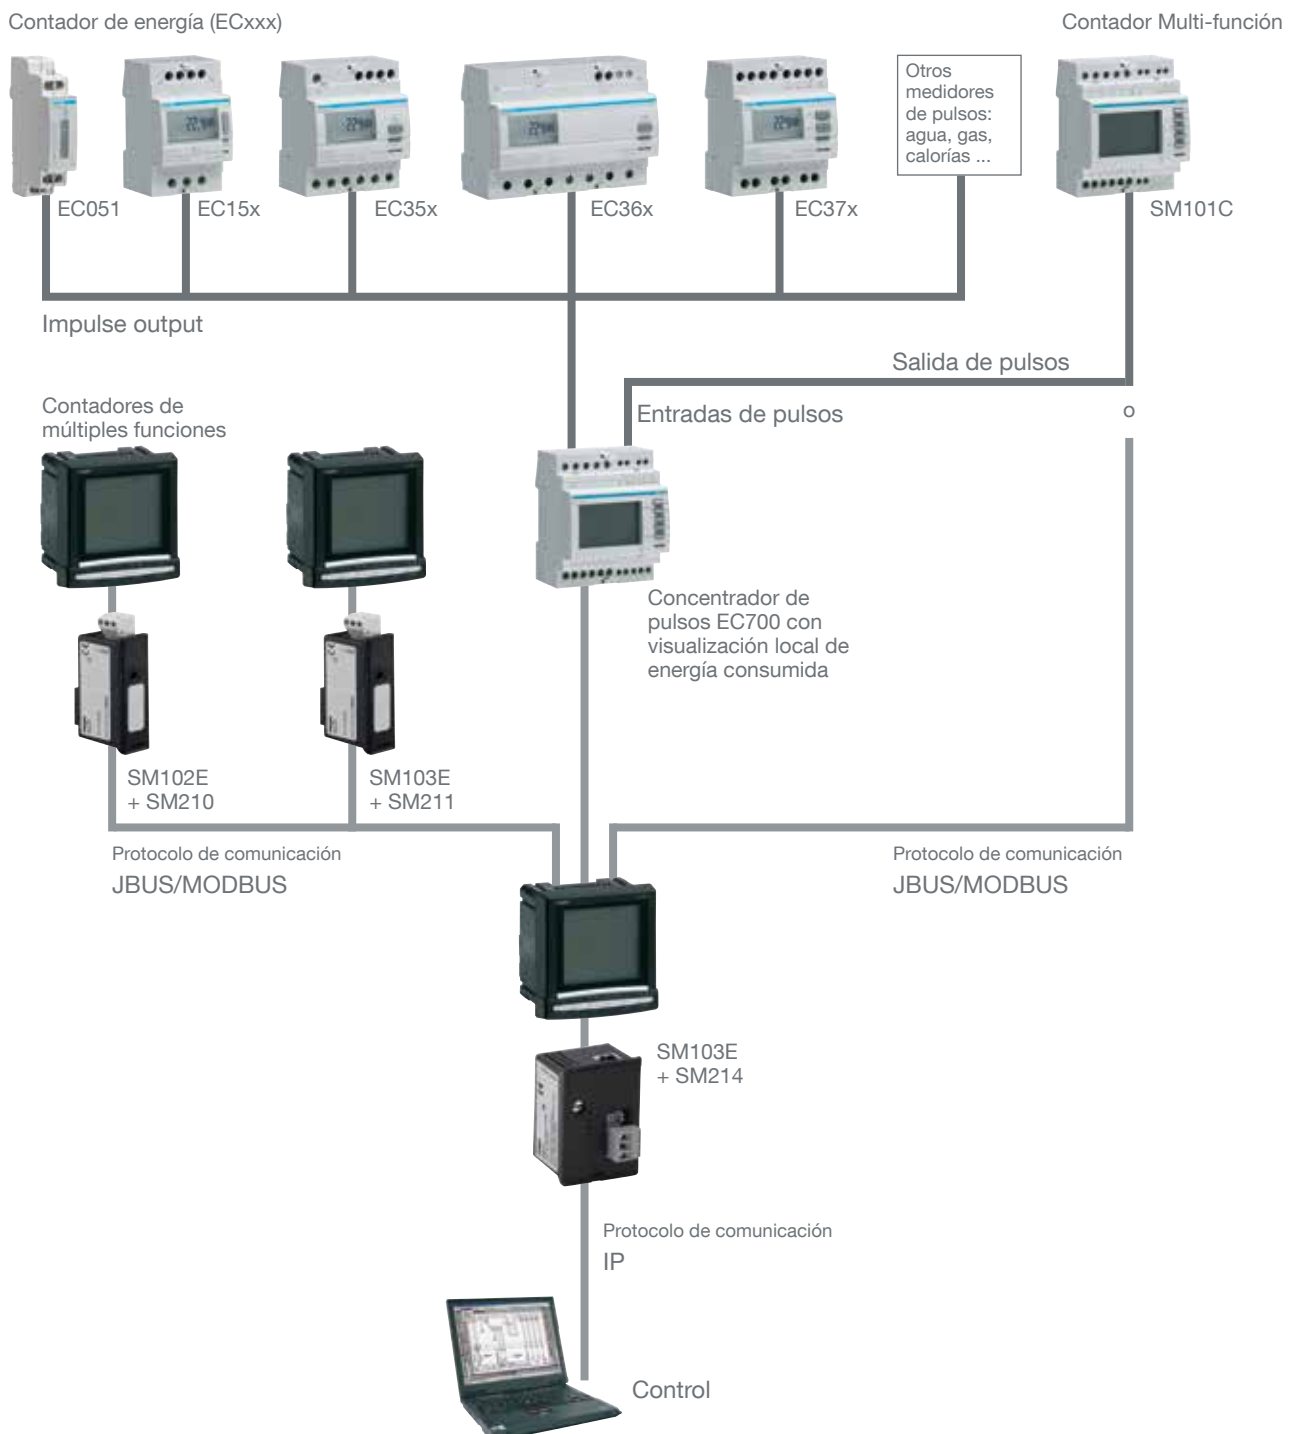 Contador de energía (ECxxx)
Contador Multi-función
Otros
medidores
de pulsos:
agua, gas,
calorías ...
EC051
EC15x
EC35x
EC36x
EC37x
SM101C
Impulse output
Salida de pulsos
Contadores de
múltiples funciones
Entradas de pulsos
o
Concentrador de
pulsos EC700 con
visualización local de
energía consumida
SM102E
+ SM210
SM103E
+ SM211
Protocolo de comunicación
JBUS/MODBUS
Protocolo de comunicación
JBUS/MODBUS
SM103E
+ SM214
Protocolo de comunicación
IP
Control